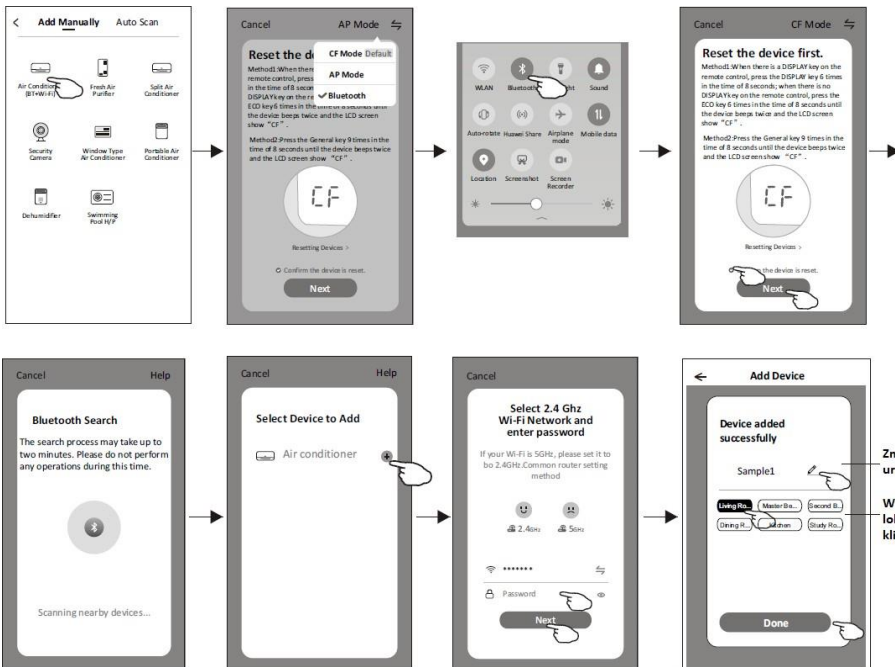 Add Manually Auto Scan
Air Condition
(BT+Wi-Fi)
Fresh Air
Purifier
Split Air
Conditioner
Security
Camera
Window Type
Air Conditioner
Portable Air
Conditioner
Dehumidifier
Swimming
Pool H/P
Cancel AP Mode
CF Mode Default
AP Mode
Bluetooth
Reset the
Method1:When
remote control, press
in the time of 8
DISPLAYkey on the
ECO key6 times in the time of 8 seconds until
the device beeps twice and the LCD screen
show “CF”.
Method2:Press the General key 9 times in the
time of 8 seconds until the device beeps twice
and the LCD screen show “CF”.
CF
Resetting Devices >
Confirm the device is reset.
Next
WLAN Bluetooth Sound
Auto-rotate Huawei Share Airplane
mode Mobile data
Location Screenshot Screen
Recorder
Cancel CF Mode
Reset the device first.
Method1:When there is a DISPLAY key on the
remote control, press the DISPLAY key 6 times
in the time of 8 seconds; when there is no
DISPLAYkey on the remote control, press the
ECO key 6 times in the time of 8 seconds until
the device beeps twice and the LCD screen
show “CF”.
Method2:Press the General key 9 times in the
time of 8 seconds until the device beeps twice
and the LCD screen show “CF”.
CF
Resetting Devices >
the device is reset.
Next
Cancel Help
Bluetooth Search
The search process may take up to
two minutes. Please do not perform
any operations during this time.
Scanning nearby devices...
Cancel Help
Select Device to Add
Air conditioner
Cancel
Select 2.4 Ghz
Wi-Fi Network and
enter password
If your Wi-Fi is 5GHz, please set it to
bo 2.4GHz.Common router setting
method
2.4GHz 5GHz
*******
Password
Next
Add Device
Device added
successfully
Sample1
Living Ro... Master Be... Second B...
Dining R... Kitchen Study Ro...
Done